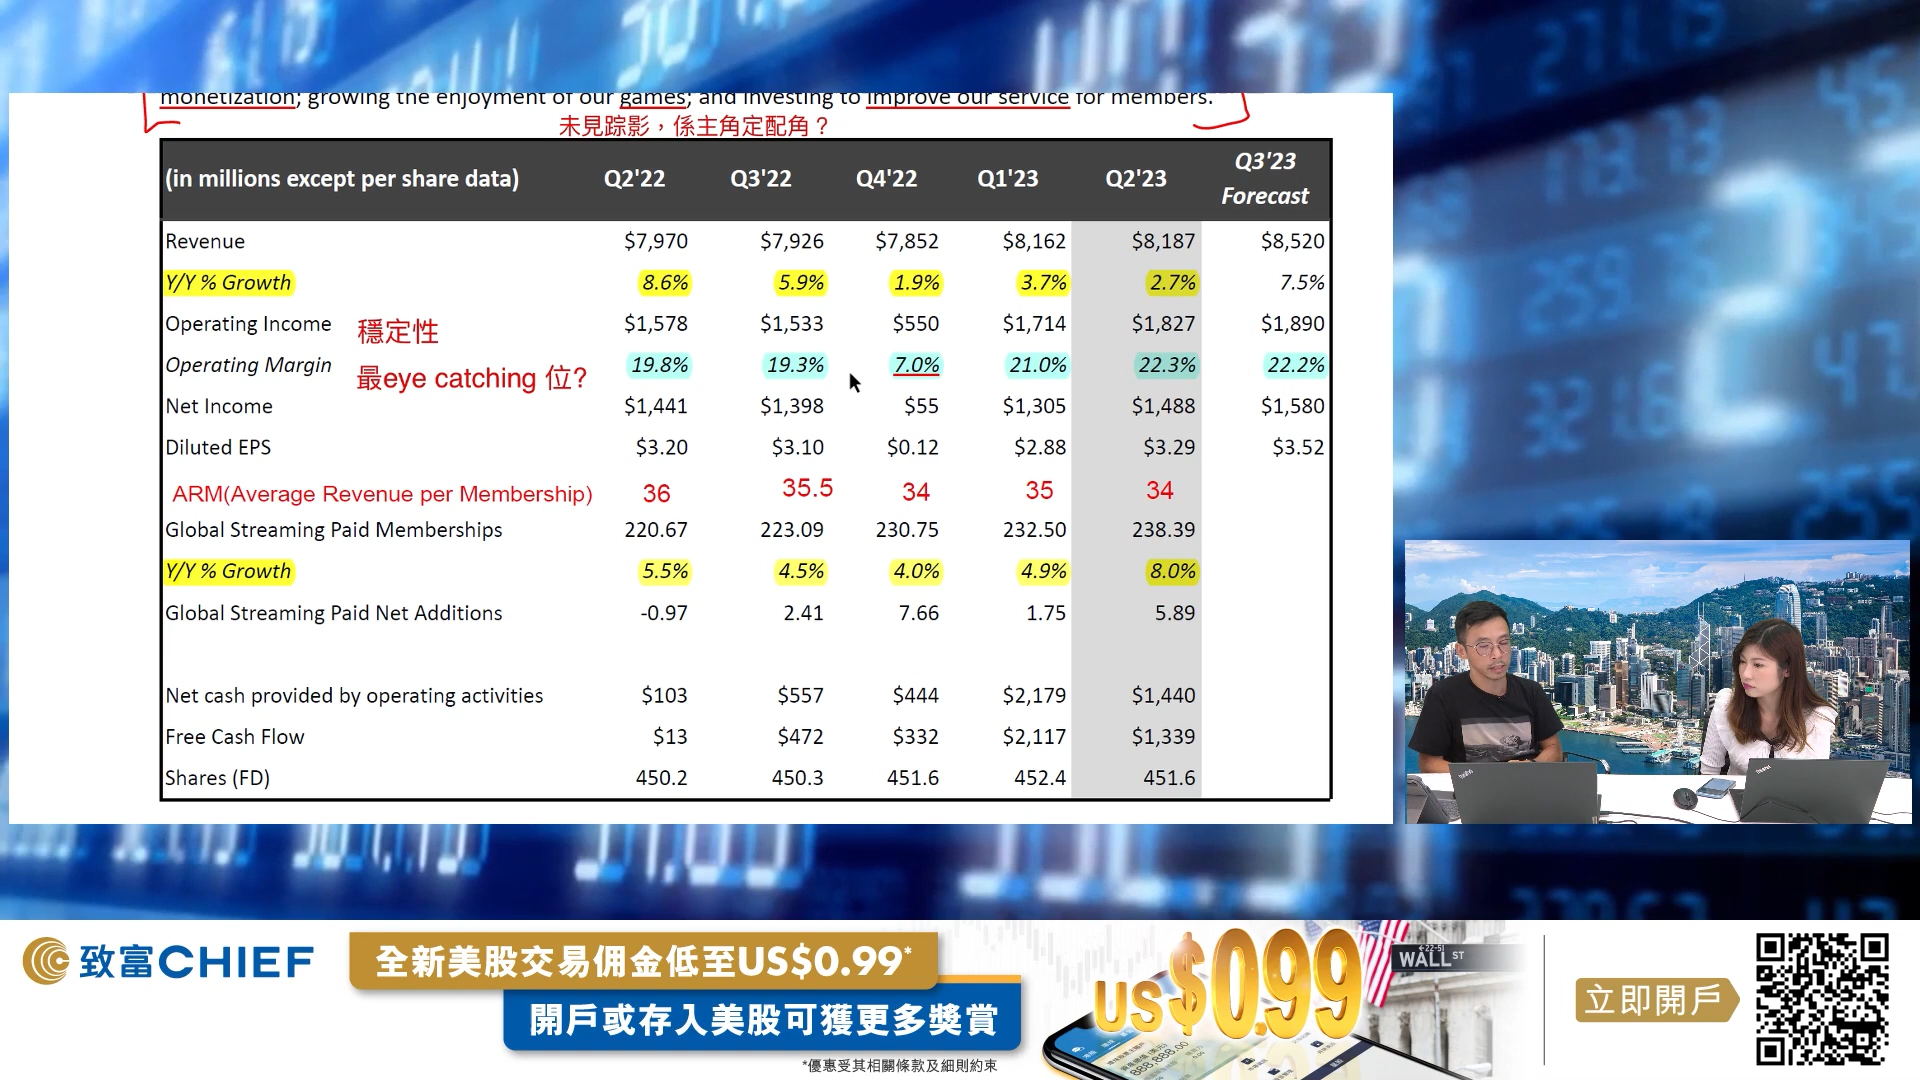 monetization; growing the enjoyment of our games; and investing to improve our service for members.
未見踪影，係主角定配角？
(in millions except per share data) Q2'22 Q3'22 Q4'22 Q1'23 Q2'23 Q3'23 Forecast
Revenue $7,970 $7,926 $7,852 $8,162 $8,187 $8,520
Y/Y % Growth 8.6% 5.9% 1.9% 3.7% 2.7% 7.5%
Operating Income 穩定性 $1,578 $1,533 $550 $1,714 $1,827 $1,890
Operating Margin 最eye catching 位? 19.8% 19.3% 7.0% 21.0% 22.3% 22.2%
Net Income $1,441 $1,398 $55 $1,305 $1,488 $1,580
Diluted EPS $3.20 $3.10 $0.12 $2.88 $3.29 $3.52
ARM(Average Revenue per Membership) 36 35.5 34 35 34
Global Streaming Paid Memberships 220.67 223.09 230.75 232.50 238.39
Y/Y % Growth 5.5% 4.5% 4.0% 4.9% 8.0%
Global Streaming Paid Net Additions -0.97 2.41 7.66 1.75 5.89
Net cash provided by operating activities $103 $557 $444 $2,179 $1,440
Free Cash Flow $13 $472 $332 $2,117 $1,339
Shares (FD) 450.2 450.3 451.6 452.4 451.6
致富CHIEF
全新美股交易佣金低至US$0.99*
開戶或存入美股可獲更多獎賞
*優惠受其相關條款及細則約束
US$0.99
WALL ST
立即開戶